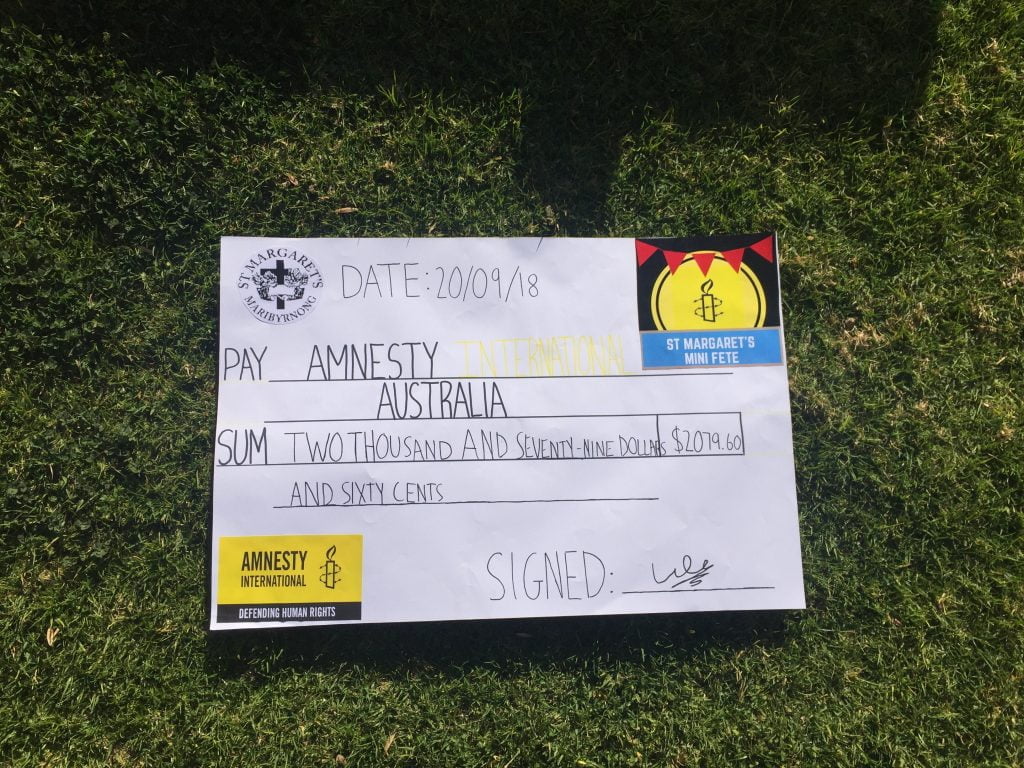 ST MARGARET'S
MARIBYRNONG
DATE: 20/09/18
ST MARGARET'S
MINI FETE
PAY AMNESTY INTERNATIONAL
AUSTRALIA
SUM TWO THOUSAND AND SEVENTY-NINE DOLLARS $2079.60
AND SIXTY CENTS
AMNESTY
INTERNATIONAL
DEFENDING HUMAN RIGHTS
SIGNED: